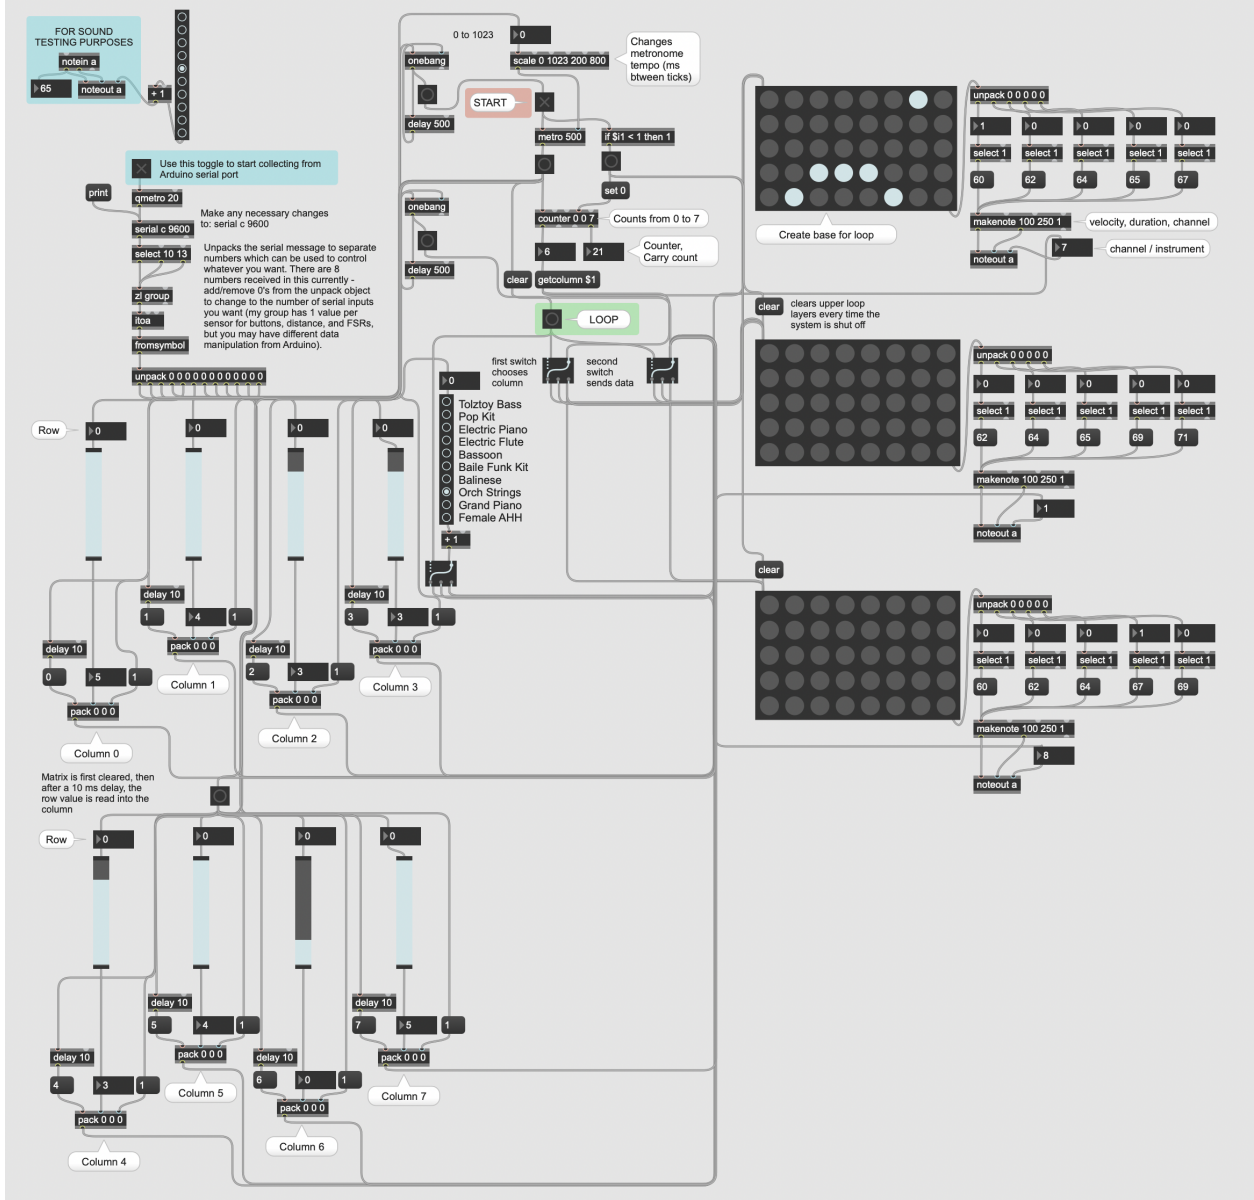 FOR SOUND
TESTING PURPOSES
notein a
65
noteout a
+ 1
0 to 1023
0
scale 0 1023 200 800
Changes
metronome
tempo (ms
btween ticks)
onebang
delay 500
START
metro 500
if $i1 < 1 then 1
set 0
counter 0 0 7
Counts from 0 to 7
6
21
Counter,
Carry count
onebang
delay 500
clear
getcolumn $1
LOOP
first switch
chooses
column
second
switch
sends data
Use this toggle to start collecting from
Arduino serial port
print
qmetro 20
Make any necessary changes
to: serial c 9600
serial c 9600
select 10 13
zl group
itoa
fromsymbol
Unpacks the serial message to separate
numbers which can be used to control
whatever you want. There are 8
numbers received in this currently -
add/remove 0's from the unpack object
to change to the number of serial inputs
you want (my group has 1 value per
sensor for buttons, distance, and FSRs,
but you may have different data
manipulation from Arduino).
unpack 0 0 0 0 0 0 0 0 0 0 0 0 0
0
Tolztoy Bass
Pop Kit
Electric Piano
Electric Flute
Bassoon
Baile Funk Kit
Balinese
Orch Strings
Grand Piano
Female AHH
+ 1
Row
0
0
0
0
delay 10
0
5
1
pack 0 0 0
Column 0
delay 10
1
4
1
pack 0 0 0
Column 1
delay 10
2
3
1
pack 0 0 0
Column 2
delay 10
3
3
1
pack 0 0 0
Column 3
Matrix is first cleared, then
after a 10 ms delay, the
row value is read into the
column
Row
0
0
0
0
delay 10
4
3
1
pack 0 0 0
Column 4
delay 10
5
4
1
pack 0 0 0
Column 5
delay 10
6
0
1
pack 0 0 0
Column 6
delay 10
7
5
1
pack 0 0 0
Column 7
Create base for loop
unpack 0 0 0 0 0
1
0
0
0
0
select 1
select 1
select 1
select 1
select 1
60
62
64
65
67
makenote 100 250 1
velocity, duration, channel
7
channel / instrument
noteout a
clear
clears upper loop
layers every time the
system is shut off
unpack 0 0 0 0 0
0
0
0
0
0
select 1
select 1
select 1
select 1
select 1
62
64
65
69
71
makenote 100 250 1
1
noteout a
clear
unpack 0 0 0 0 0
0
0
0
1
0
select 1
select 1
select 1
select 1
select 1
60
62
64
67
69
makenote 100 250 1
8
noteout a